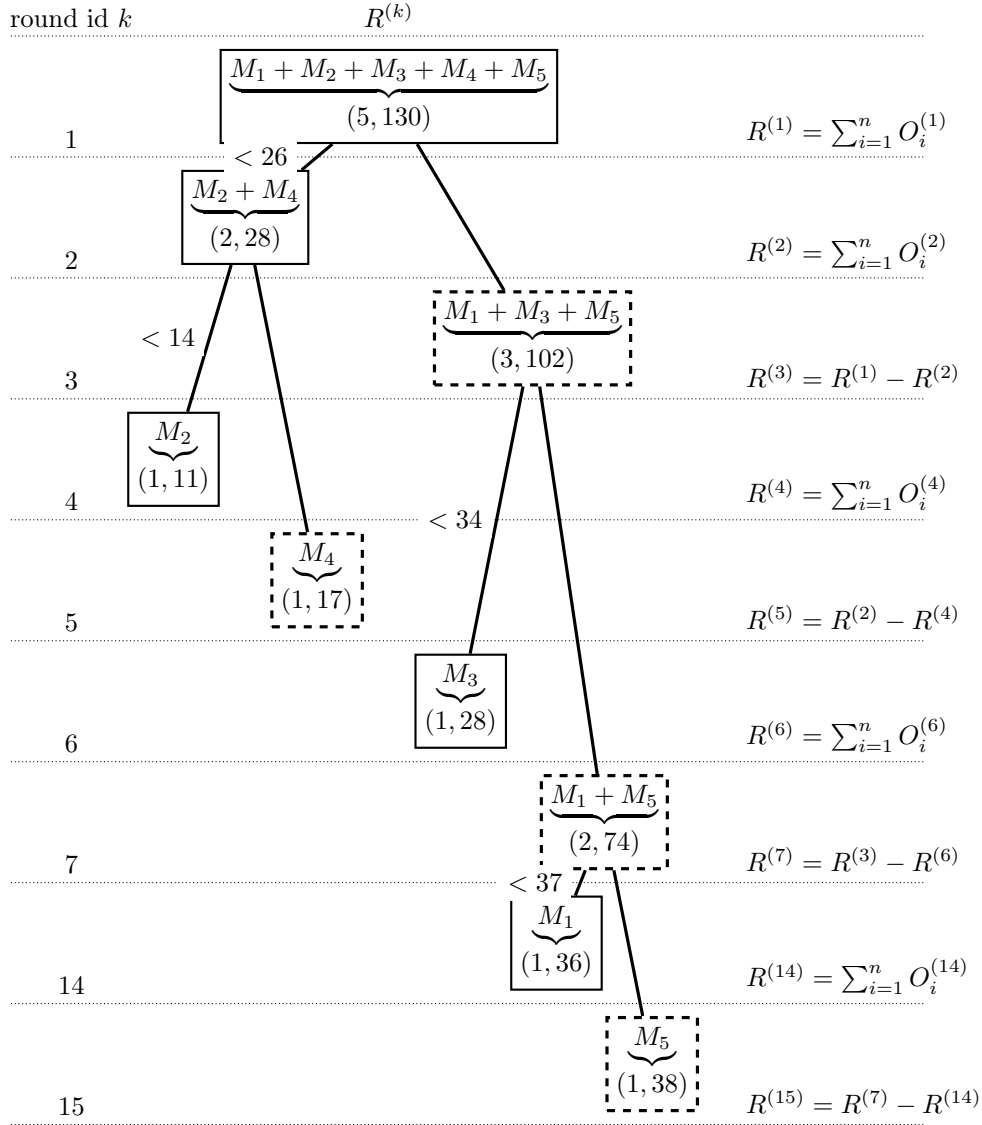 round id k R^{(k)}
M_1 + M_2 + M_3 + M_4 + M_5
(5, 130)
1 R^{(1)} = \sum_{i=1}^{n} O_i^{(1)}
< 26
M_2 + M_4
(2, 28)
2 R^{(2)} = \sum_{i=1}^{n} O_i^{(2)}
M_1 + M_3 + M_5
< 14
(3, 102)
3 R^{(3)} = R^{(1)} − R^{(2)}
M_2
(1, 11)
4 R^{(4)} = \sum_{i=1}^{n} O_i^{(4)}
< 34
M_4
(1, 17)
5 R^{(5)} = R^{(2)} − R^{(4)}
M_3
(1, 28)
6 R^{(6)} = \sum_{i=1}^{n} O_i^{(6)}
M_1 + M_5
(2, 74)
7 R^{(7)} = R^{(3)} − R^{(6)}
< 37
M_1
(1, 36)
14 R^{(14)} = \sum_{i=1}^{n} O_i^{(14)}
M_5
(1, 38)
15 R^{(15)} = R^{(7)} − R^{(14)}